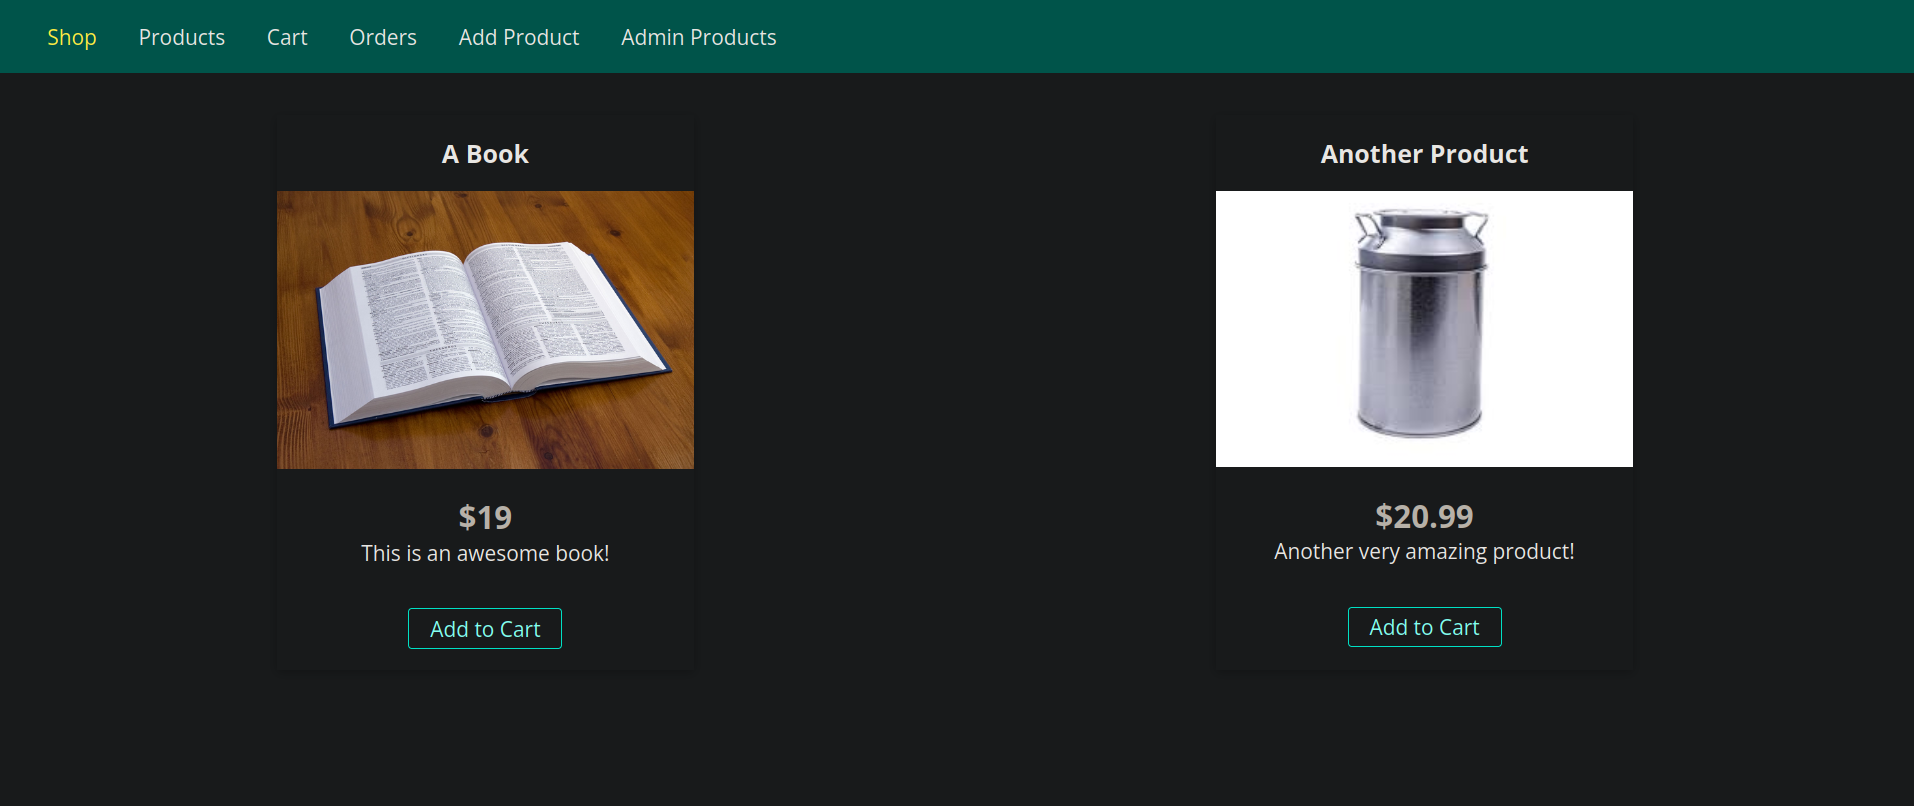 Shop Products Cart Orders Add Product Admin Products
A Book
$19
This is an awesome book!
Add to Cart
Another Product
$20.99
Another very amazing product!
Add to Cart